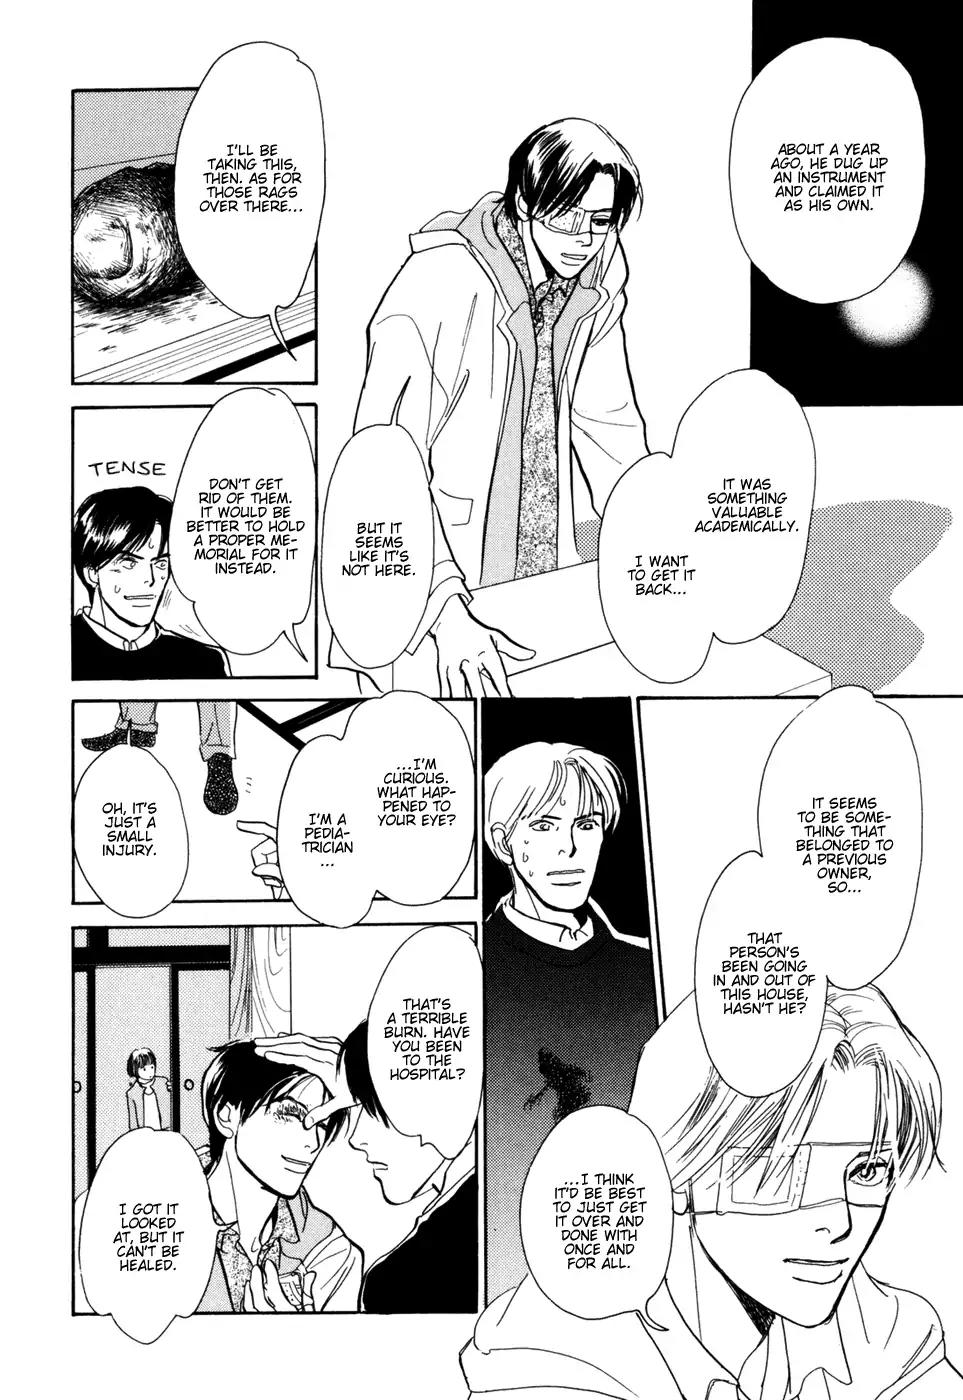 ABOUT A YEAR
AGO, HE DUG UP
AN INSTRUMENT
AND CLAIMED IT
AS HIS OWN.
IT WAS
SOMETHING
VALUABLE
ACADEMICALLY.
I WANT
TO GET IT
BACK...
BUT IT
SEEMS
LIKE IT'S
NOT HERE.
I'LL BE
TAKING THIS,
THEN. AS FOR
THOSE RAGS
OVER THERE...
TENSE
DON'T GET
RID OF THEM.
IT WOULD BE
BETTER TO HOLD
A PROPER ME-
MORIAL FOR IT
INSTEAD.
IT SEEMS
TO BE SOME-
THING THAT
BELONGED TO
A PREVIOUS
OWNER,
SO...
THAT
PERSON'S
BEEN GOING
IN AND OUT OF
THIS HOUSE,
HASN'T HE?
...I THINK
IT'D BE BEST
TO JUST GET
IT OVER AND
DONE WITH
ONCE AND
FOR ALL.
...I'M
CURIOUS.
WHAT HAP-
PENED TO
YOUR EYE?
I'M A
PEDIA-
TRICIAN
...
OH, IT'S
JUST A
SMALL
INJURY.
THAT'S
A TERRIBLE
BURN. HAVE
YOU BEEN
TO THE
HOSPITAL?
I GOT IT
LOOKED
AT, BUT IT
CAN'T BE
HEALED.